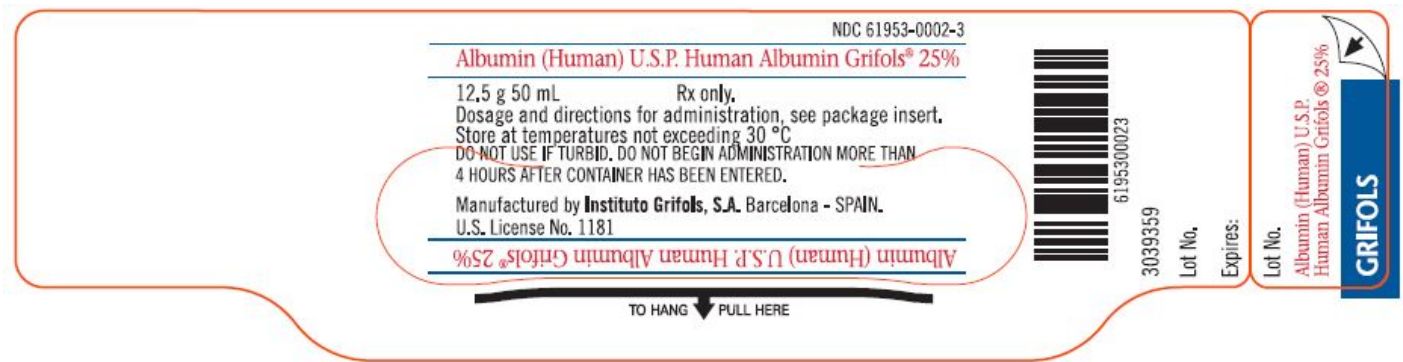 NDC 61953-0002-3
Albumin (Human) U.S.P. Human Albumin Grifols® 25%
12.5 g 50 mL Rx only.
Dosage and directions for administration, see package insert.
Store at temperatures not exceeding 30 °C
DO NOT USE IF TURBID. DO NOT BEGIN ADMINISTRATION MORE THAN
4 HOURS AFTER CONTAINER HAS BEEN ENTERED.
Manufactured by Instituto Grifols, S.A. Barcelona - SPAIN.
U.S. License No. 1181
Albumin (Human) U.S.P. Human Albumin Grifols® 25%
TO HANG PULL HERE
6195300023
3039359
Lot No.
Expires:
Lot No.
Albumin (Human) U.S.P.
Human Albumin Grifols ® 25%
GRIFOLS